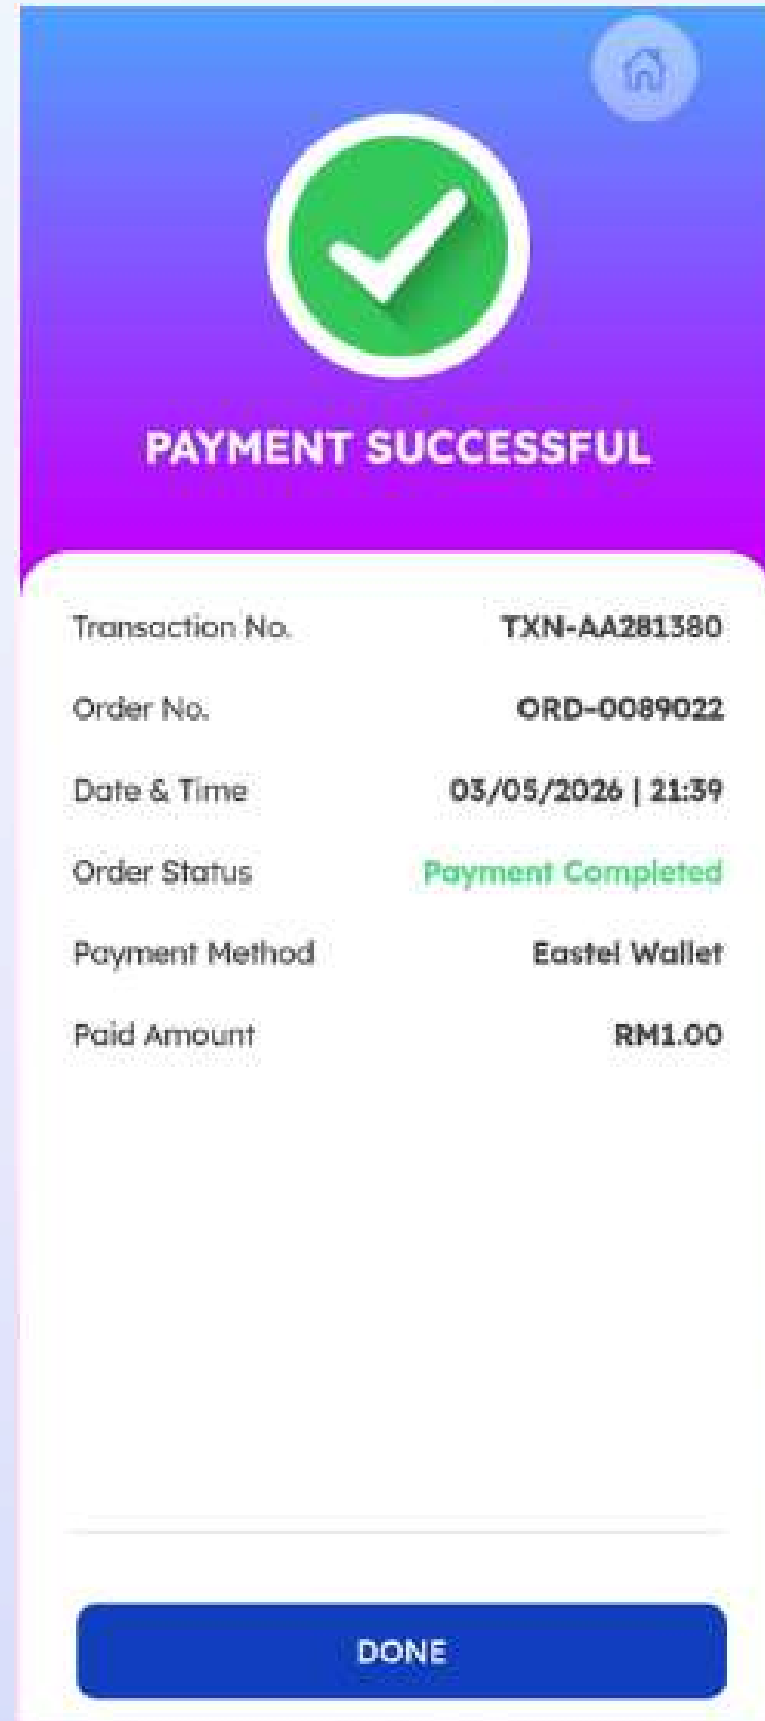 PAYMENT SUCCESSFUL
Transaction No. TXN-AA281380
Order No. ORD-0089022
Date & Time 03/05/2026 | 21:39
Order Status Payment Completed
Payment Method Eastel Wallet
Paid Amount RM1.00
DONE